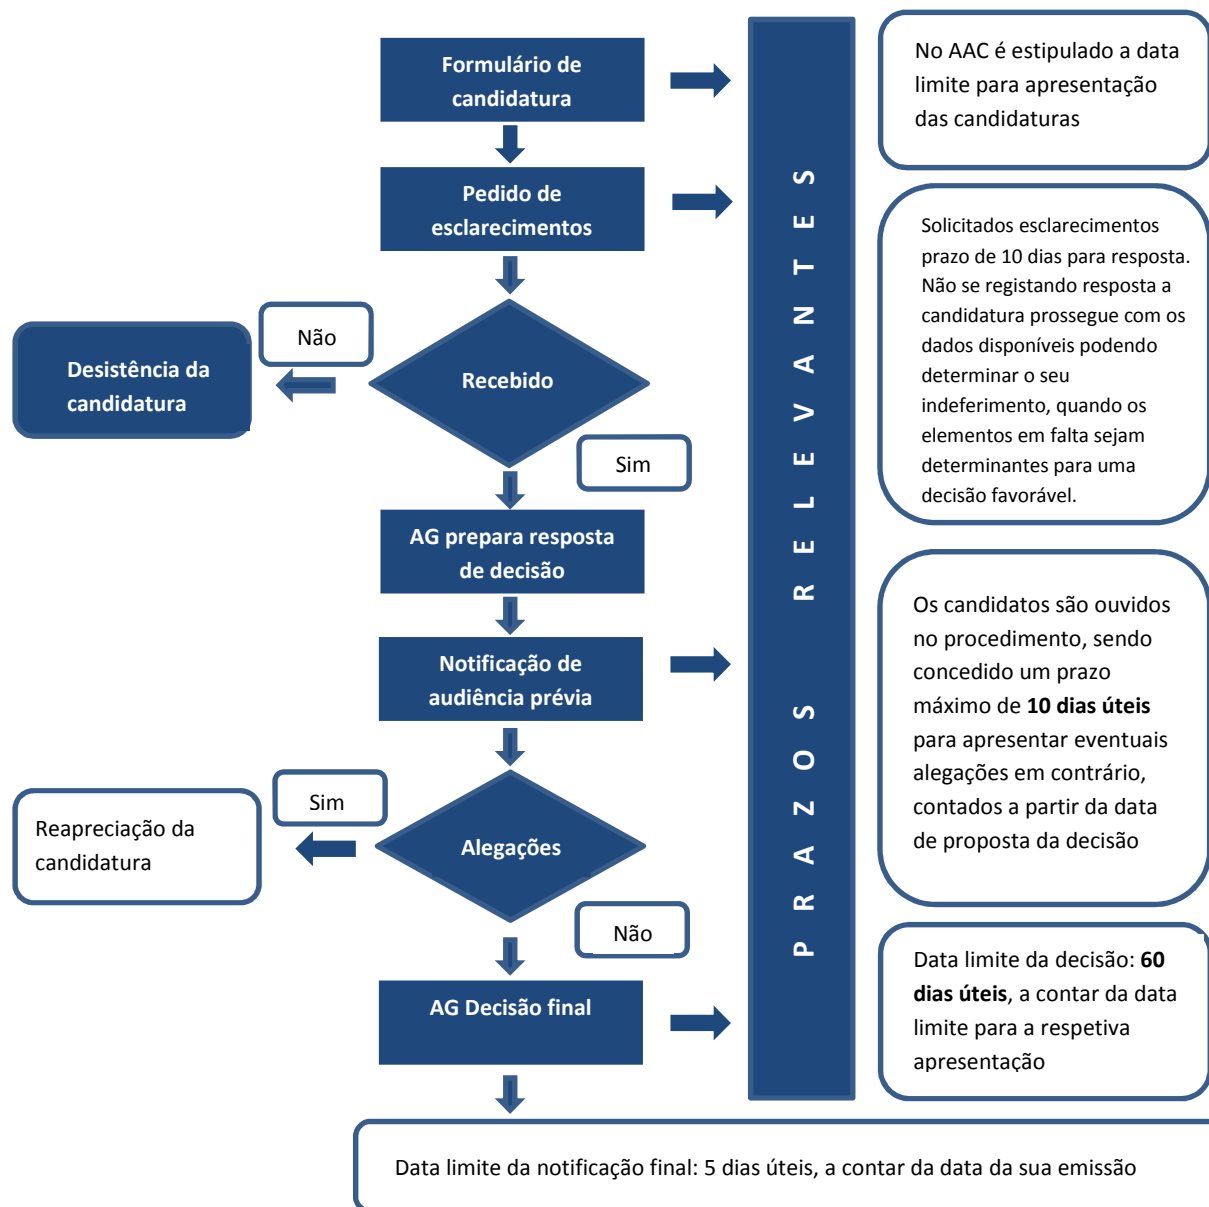 Formulário de
candidatura
No AAC é estipulado a data
limite para apresentação
das candidaturas
Pedido de
esclarecimentos
Solicitados esclarecimentos
prazo de 10 dias para resposta.
Não se registando resposta a
candidatura prossegue com os
dados disponíveis podendo
determinar o seu
indeferimento, quando os
elementos em falta sejam
determinantes para uma
decisão favorável.
Não
Desistência da
candidatura
Recebido
Sim
AG prepara resposta
de decisão
Notificação de
audiência prévia
Os candidatos são ouvidos
no procedimento, sendo
concedido um prazo
máximo de 10 dias úteis
para apresentar eventuais
alegações em contrário,
contados a partir da data
de proposta da decisão
Sim
Reapreciação da
candidatura
Alegações
Não
AG Decisão final
Data limite da decisão: 60
dias úteis, a contar da data
limite para a respetiva
apresentação
PRAZOS RELEVANTES
Data limite da notificação final: 5 dias úteis, a contar da data da sua emissão